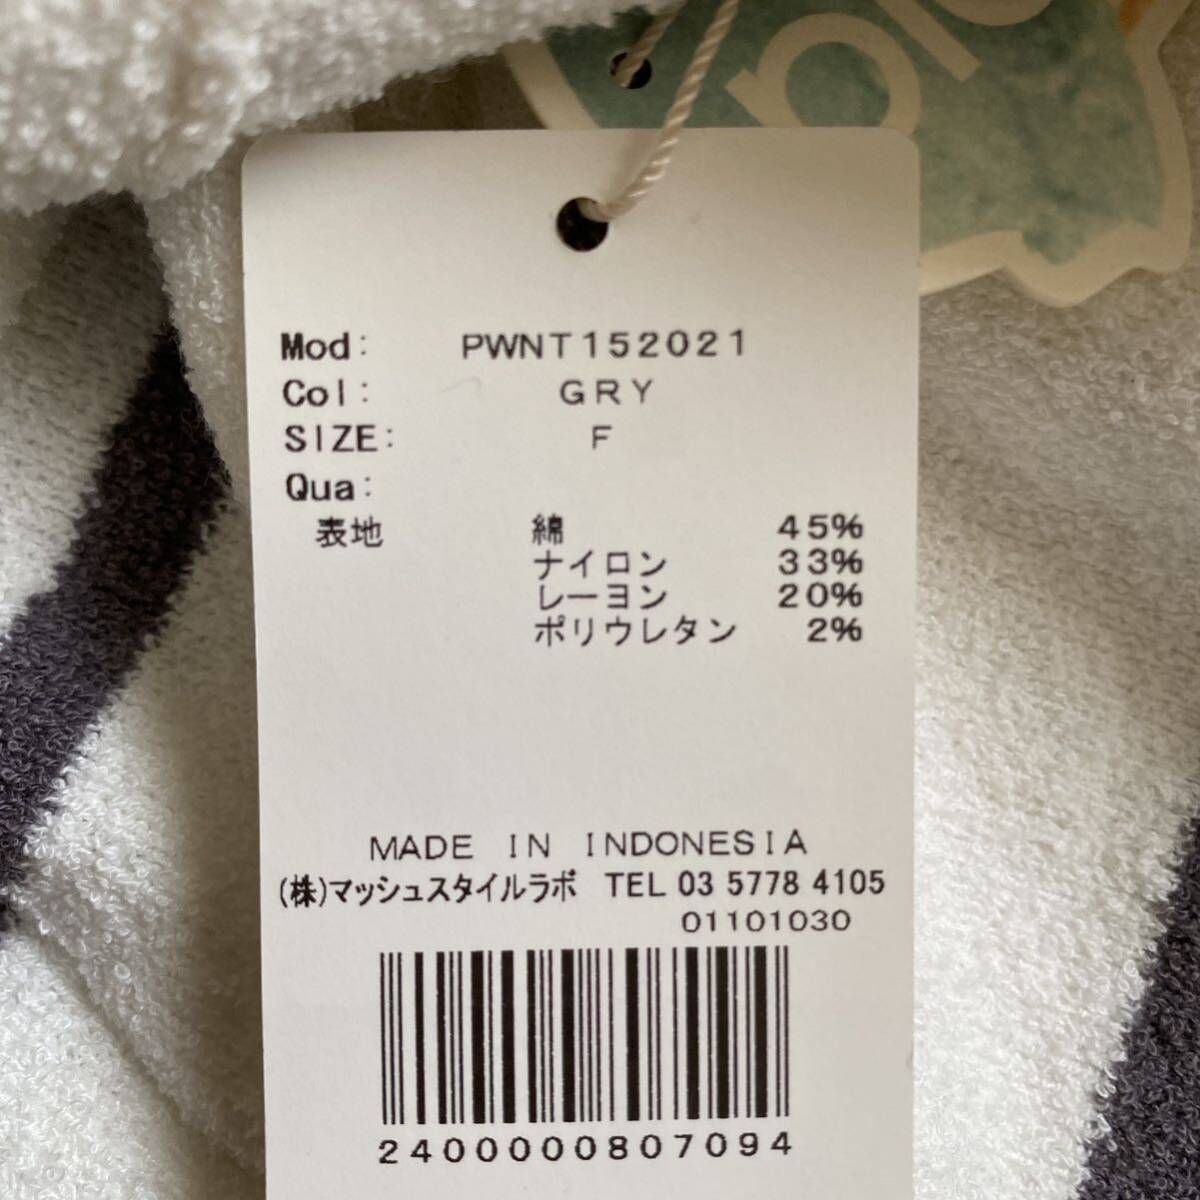 Mod: PWNT152021
Col: GRY
SIZE: F
Qua:
表地 綿 45%
ナイロン 33%
レーヨン 20%
ポリウレタン 2%
MADE IN INDONESIA
(株)マッシュスタイルラボ TEL 03 5778 4105
01101030
2400000807094